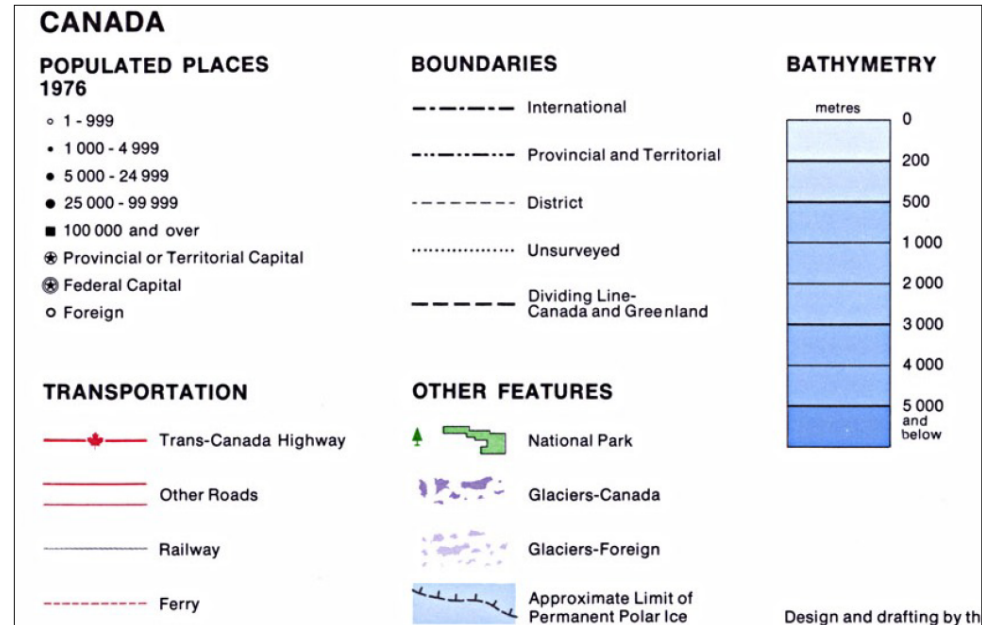 CANADA
POPULATED PLACES
1976
1 - 999
1 000 - 4 999
5 000 - 24 999
25 000 - 99 999
100 000 and over
Provincial or Territorial Capital
Federal Capital
Foreign
BOUNDARIES
International
Provincial and Territorial
District
Unsurveyed
Dividing Line-
Canada and Greenland
BATHYMETRY
metres
0
200
500
1 000
2 000
3 000
4 000
5 000
and
below
TRANSPORTATION
Trans-Canada Highway
Other Roads
Railway
Ferry
OTHER FEATURES
National Park
Glaciers-Canada
Glaciers-Foreign
Approximate Limit of
Permanent Polar Ice
Design and drafting by th